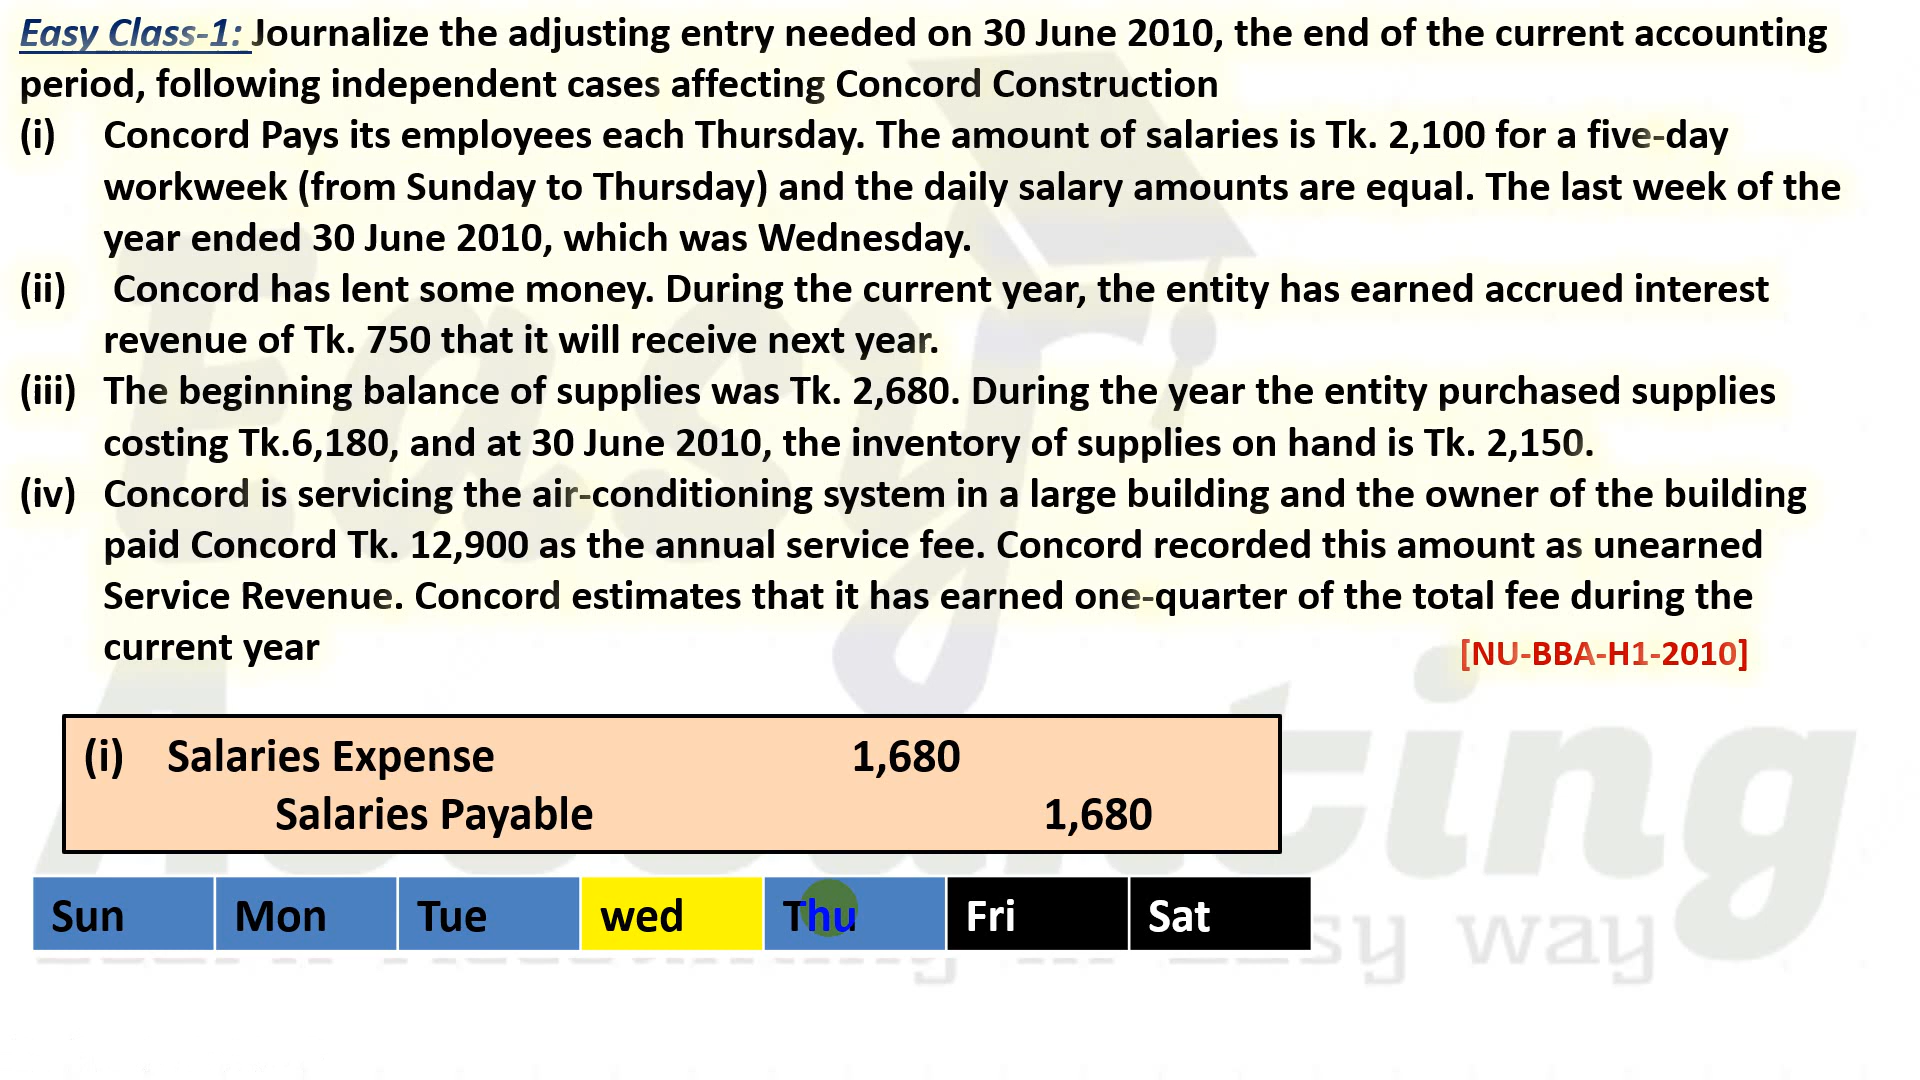 Easy Class-1: Journalize the adjusting entry needed on 30 June 2010, the end of the current accounting
period, following independent cases affecting Concord Construction
(i) Concord Pays its employees each Thursday. The amount of salaries is Tk. 2,100 for a five-day
workweek (from Sunday to Thursday) and the daily salary amounts are equal. The last week of the
year ended 30 June 2010, which was Wednesday.
(ii) Concord has lent some money. During the current year, the entity has earned accrued interest
revenue of Tk. 750 that it will receive next year.
(iii) The beginning balance of supplies was Tk. 2,680. During the year the entity purchased supplies
costing Tk.6,180, and at 30 June 2010, the inventory of supplies on hand is Tk. 2,150.
(iv) Concord is servicing the air-conditioning system in a large building and the owner of the building
paid Concord Tk. 12,900 as the annual service fee. Concord recorded this amount as unearned
Service Revenue. Concord estimates that it has earned one-quarter of the total fee during the
current year [NU-BBA-H1-2010]
(i) Salaries Expense 1,680
Salaries Payable 1,680
Sun Mon Tue wed Thu Fri Sat